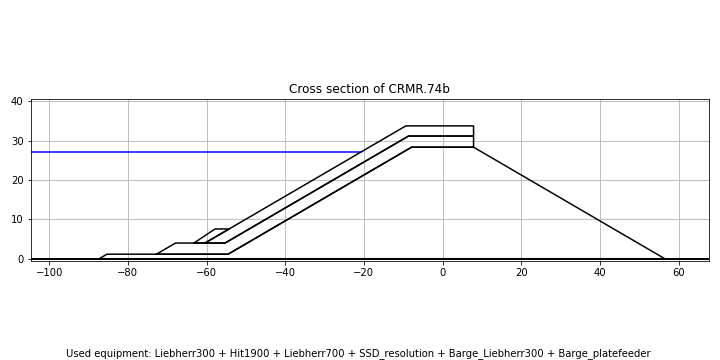 Cross section of CRMR.74b
40
30
20
10
0
−100 −80 −60 −40 −20 0 20 40 60
Used equipment: Liebherr300 + Hit1900 + Liebherr700 + SSD_resolution + Barge_Liebherr300 + Barge_platefeeder